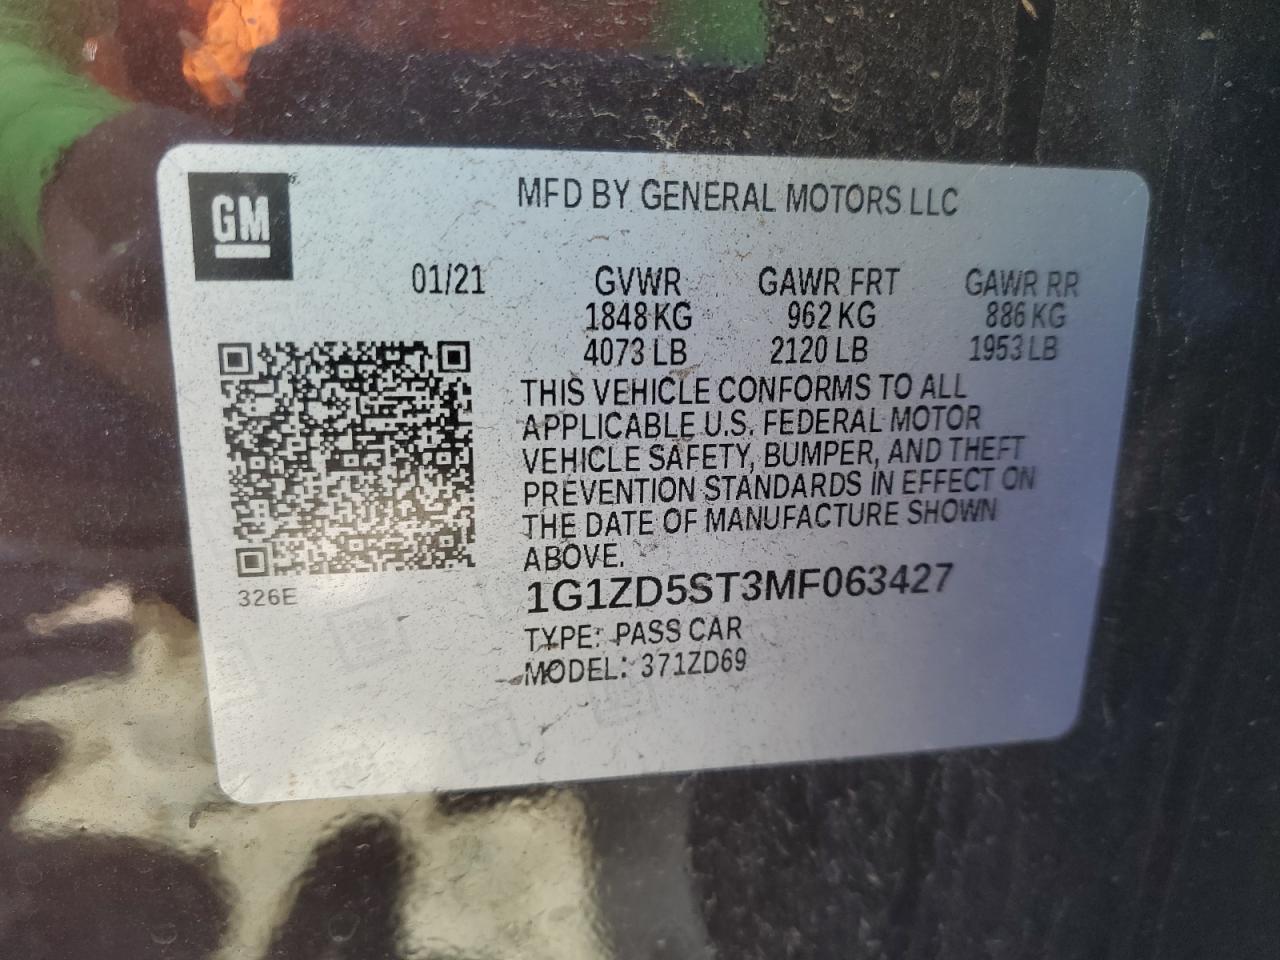 GM
MFD BY GENERAL MOTORS LLC
01/21 GVWR GAWR FRT GAWR RR
1848 KG 962 KG 886 KG
4073 LB 2120 LB 1953 LB
THIS VEHICLE CONFORMS TO ALL
APPLICABLE U.S. FEDERAL MOTOR
VEHICLE SAFETY, BUMPER, AND THEFT
PREVENTION STANDARDS IN EFFECT ON
THE DATE OF MANUFACTURE SHOWN
ABOVE.
326E
1G1ZD5ST3MF063427
TYPE: PASS CAR
MODEL: 371ZD69